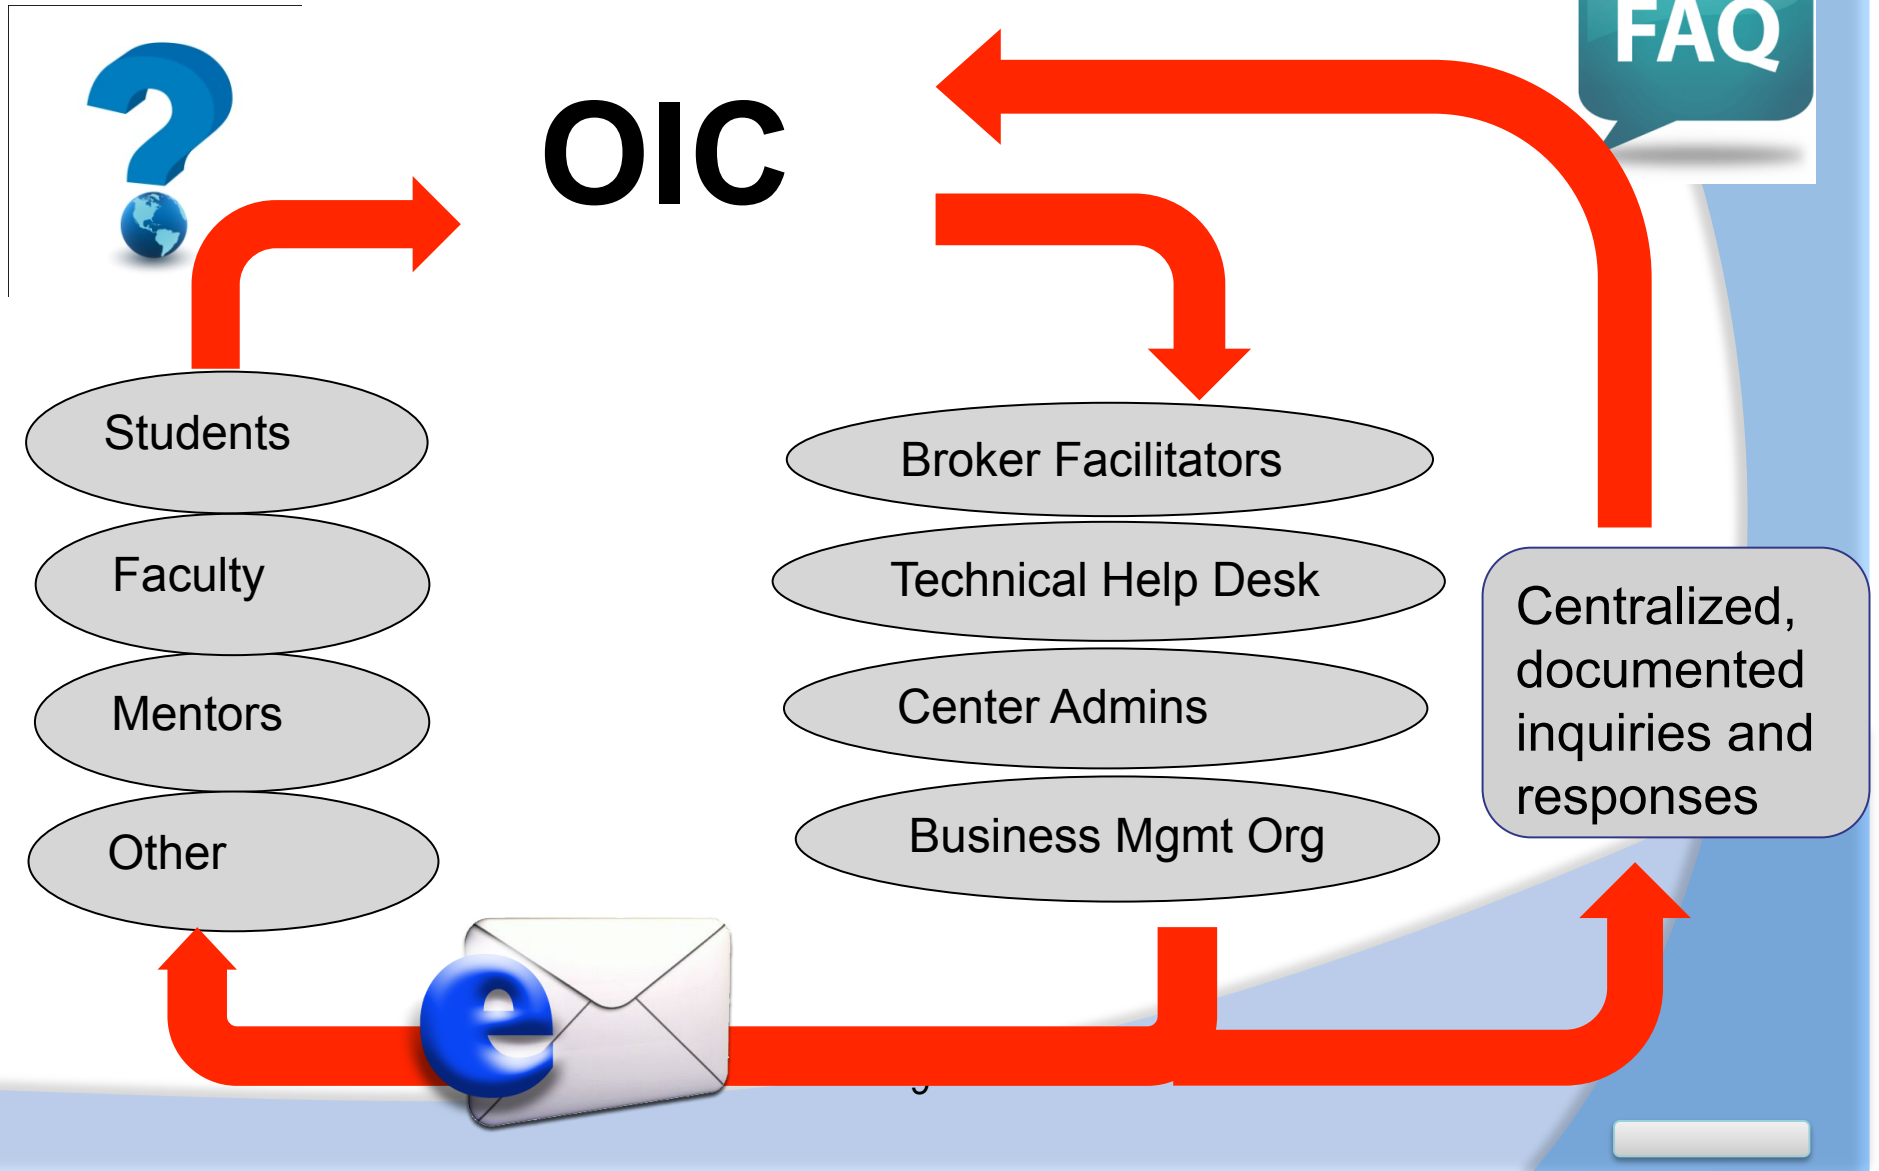 FAQ
OIC
Students
Faculty
Mentors
Other
Broker Facilitators
Technical Help Desk
Center Admins
Business Mgmt Org
Centralized,
documented
inquiries and
responses